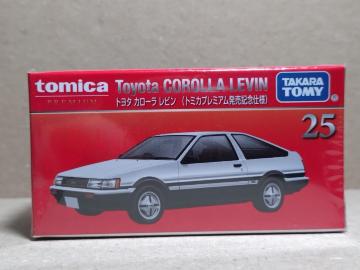 tomica
PREMIUM
Toyota COROLLA LEVIN
トヨタ カローラ レビン (トミカプレミアム発売記念仕様)
TAKARA
TOMY
25